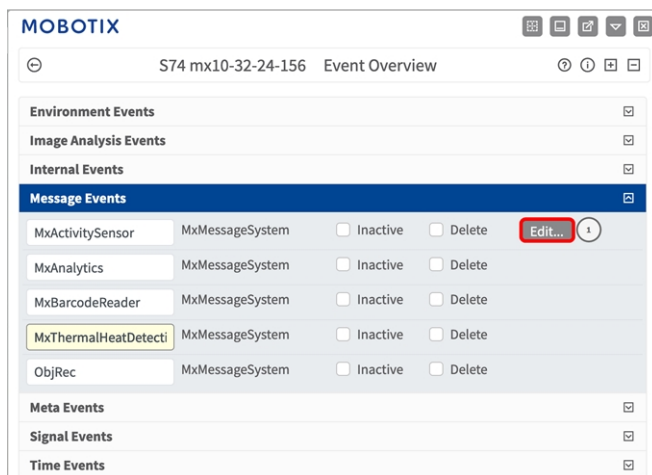 MOBOTIX
S74 mx10-32-24-156 Event Overview
Environment Events
Image Analysis Events
Internal Events
Message Events
MxActivitySensor MxMessageSystem Inactive Delete Edit... 1
MxAnalytics MxMessageSystem Inactive Delete
MxBarcodeReader MxMessageSystem Inactive Delete
MxThermalHeatDetecti MxMessageSystem Inactive Delete
ObjRec MxMessageSystem Inactive Delete
Meta Events
Signal Events
Time Events